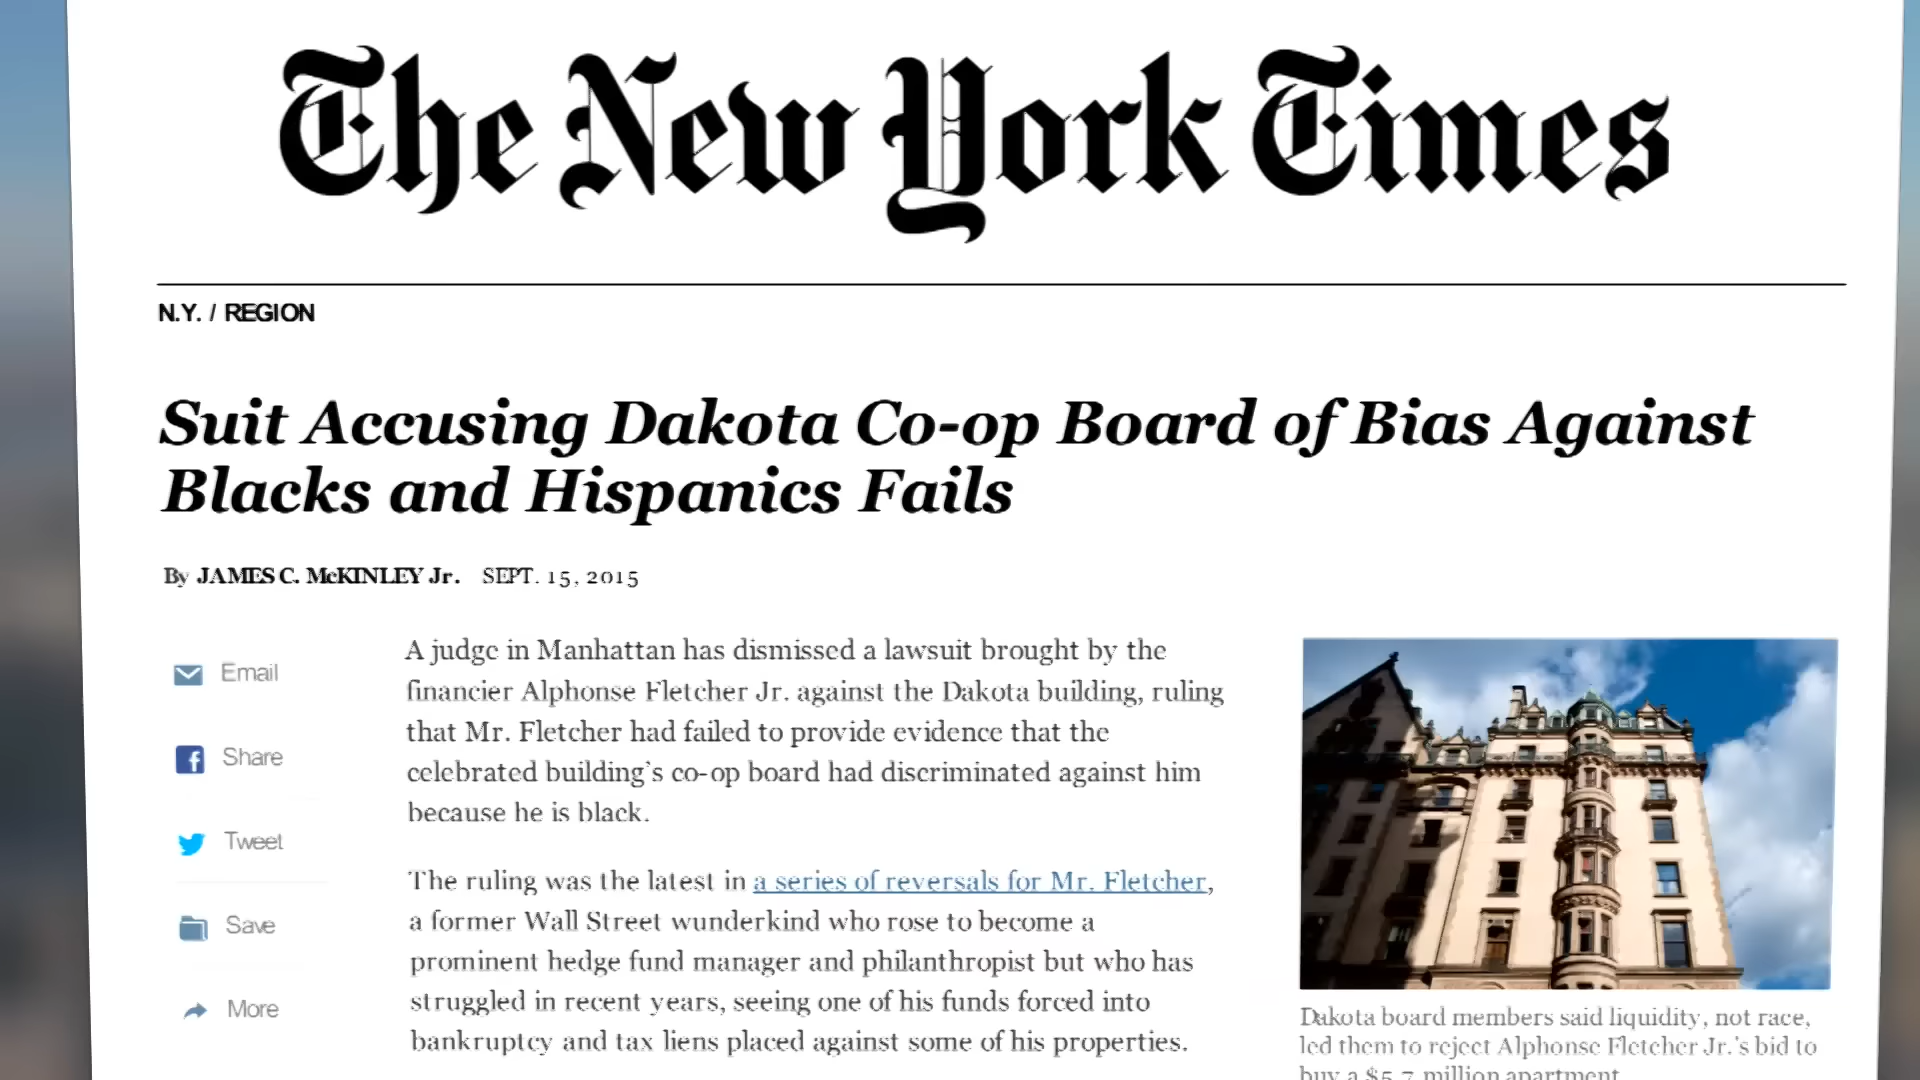 The New York Times
N.Y. / REGION
Suit Accusing Dakota Co-op Board of Bias Against
Blacks and Hispanics Fails
By JAMES C. McKINLEY Jr. SEPT. 15, 2015
Email
Share
Tweet
Save
More
A judge in Manhattan has dismissed a lawsuit brought by the
financier Alphonse Fletcher Jr. against the Dakota building, ruling
that Mr. Fletcher had failed to provide evidence that the
celebrated building's co-op board had discriminated against him
because he is black.
The ruling was the latest in a series of reversals for Mr. Fletcher,
a former Wall Street wunderkind who rose to become a
prominent hedge fund manager and philanthropist but who has
struggled in recent years, seeing one of his funds forced into
bankruptcy and tax liens placed against some of his properties.
Dakota board members said liquidity, not race,
led them to reject Alphonse Fletcher Jr.'s bid to
buy a $5.7 million apartment